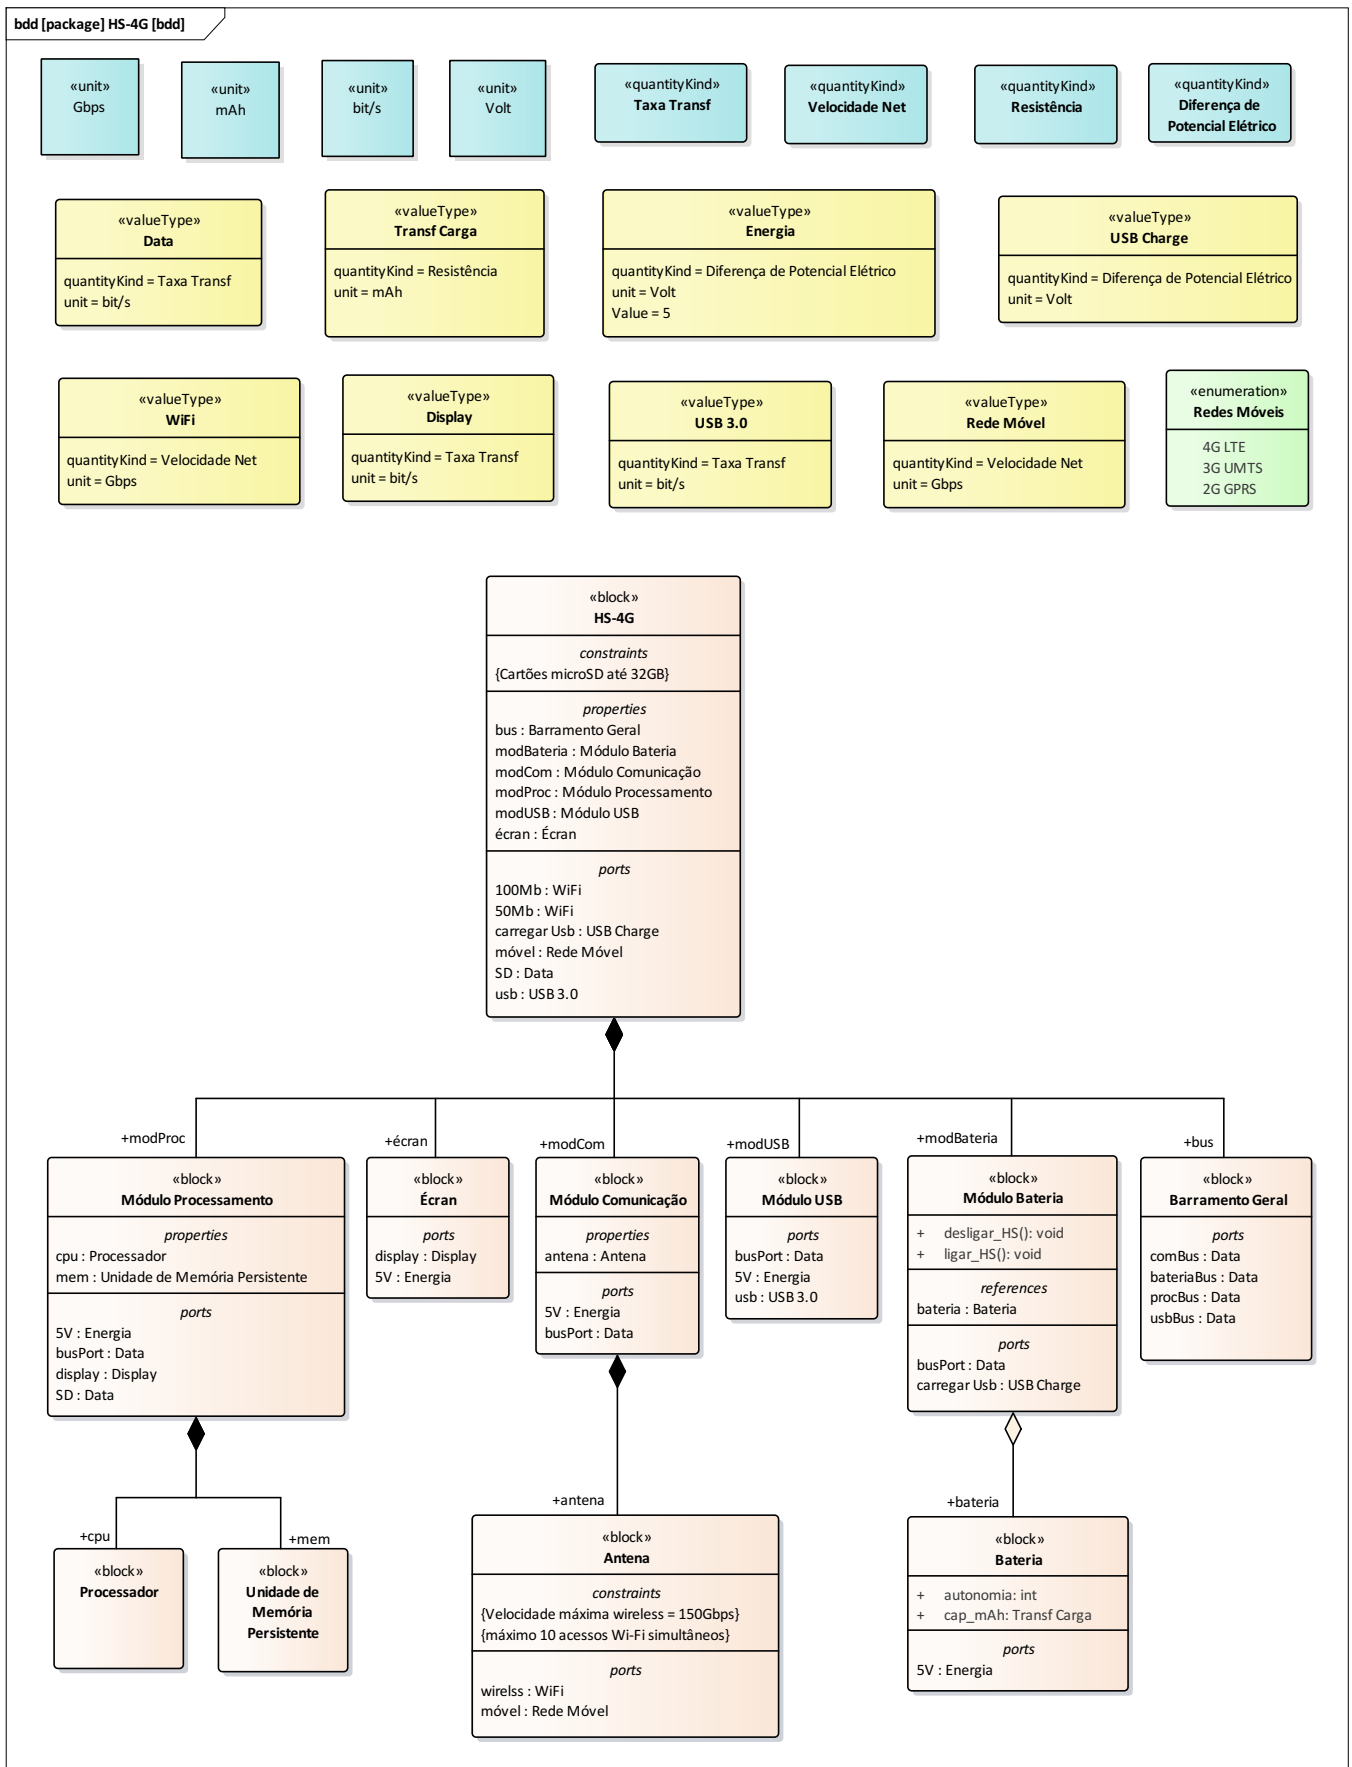 bdd [package] HS-4G [bdd]
«unit»
Gbps
«unit»
mAh
«unit»
bit/s
«unit»
Volt
«quantityKind»
Taxa Transf
«quantityKind»
Velocidade Net
«quantityKind»
Resistência
«quantityKind»
Diferença de
Potencial Elétrico
«valueType»
Data
quantityKind = Taxa Transf
unit = bit/s
«valueType»
Transf Carga
quantityKind = Resistência
unit = mAh
«valueType»
Energia
quantityKind = Diferença de Potencial Elétrico
unit = Volt
Value = 5
«valueType»
USB Charge
quantityKind = Diferença de Potencial Elétrico
unit = Volt
«valueType»
WiFi
quantityKind = Velocidade Net
unit = Gbps
«valueType»
Display
quantityKind = Taxa Transf
unit = bit/s
«valueType»
USB 3.0
quantityKind = Taxa Transf
unit = bit/s
«valueType»
Rede Móvel
quantityKind = Velocidade Net
unit = Gbps
«enumeration»
Redes Móveis
4G LTE
3G UMTS
2G GPRS
«block»
HS-4G
constraints
{Cartões microSD até 32GB}
properties
bus : Barramento Geral
modBateria : Módulo Bateria
modCom : Módulo Comunicação
modProc : Módulo Processamento
modUSB : Módulo USB
écran : Écran
ports
100Mb : WiFi
50Mb : WiFi
carregar Usb : USB Charge
móvel : Rede Móvel
SD : Data
usb : USB 3.0
+modProc
«block»
Módulo Processamento
properties
cpu : Processador
mem : Unidade de Memória Persistente
ports
5V : Energia
busPort : Data
display : Display
SD : Data
+écran
«block»
Écran
ports
display : Display
5V : Energia
+modCom
«block»
Módulo Comunicação
properties
antena : Antena
ports
5V : Energia
busPort : Data
+modUSB
«block»
Módulo USB
ports
busPort : Data
5V : Energia
usb : USB 3.0
+modBateria
«block»
Módulo Bateria
+ desligar_HS(): void
+ ligar_HS(): void
references
bateria : Bateria
ports
busPort : Data
carregar Usb : USB Charge
+bus
«block»
Barramento Geral
ports
comBus : Data
bateriaBus : Data
procBus : Data
usbBus : Data
+cpu
«block»
Processador
+mem
«block»
Unidade de
Memória
Persistente
+antena
«block»
Antena
constraints
{Velocidade máxima wireless = 150Gbps}
{máximo 10 acessos Wi-Fi simultâneos}
ports
wirelss : WiFi
móvel : Rede Móvel
+bateria
«block»
Bateria
+ autonomia: int
+ cap_mAh: Transf Carga
ports
5V : Energia